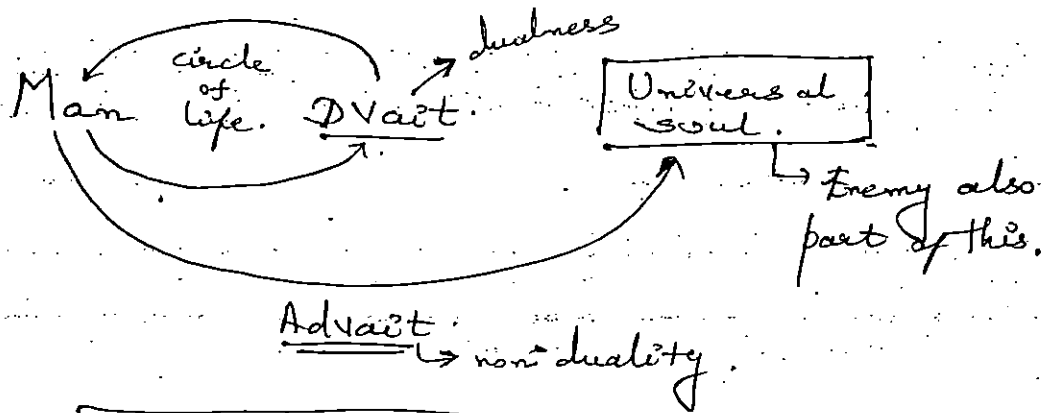 dualness
circle
of
Man life. DVait.
Universal
soul.
Enemy also
part of this.
Advait.
non-duality.